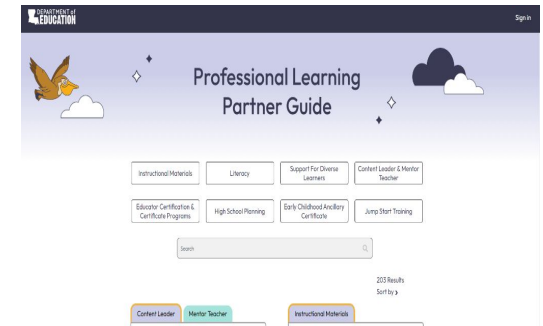 DEPARTMENT of
EDUCATION
Sign in
Professional Learning
Partner Guide
Instructional Materials
Literacy
Support For Diverse
Learners
Content Leader & Mentor
Teacher
Educator Certification &
Certificate Programs
High School Planning
Early Childhood Ancillary
Certificate
Jump Start Training
Search
203 Results
Sort by
Content Leader
Mentor Teacher
Instructional Materials